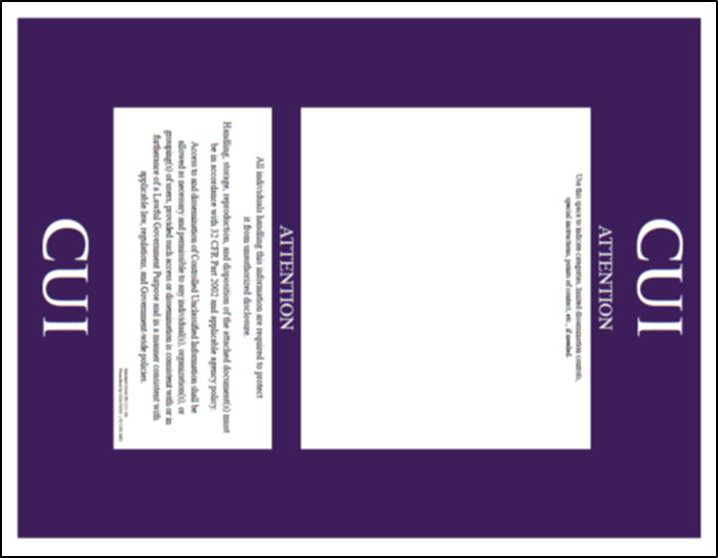 CUI
ATTENTION
Use this space to indicate categories, limited dissemination controls,
special instructions, points of contact, etc., if needed.
ATTENTION
All individuals handling this information are required to protect
it from unauthorized disclosure.
Handling, storage, reproduction, and disposition of the attached document(s) must
be in accordance with 32 CFR Part 2002 and applicable agency policy.
Access to and dissemination of Controlled Unclassified Information shall be
allowed as necessary and permissible to any individual(s), organization(s), or
grouping(s) of users, provided such access or dissemination is consistent with or in
furtherance of a Lawful Government Purpose and in a manner consistent with
applicable law, regulations, and Government-wide policies.
CUI